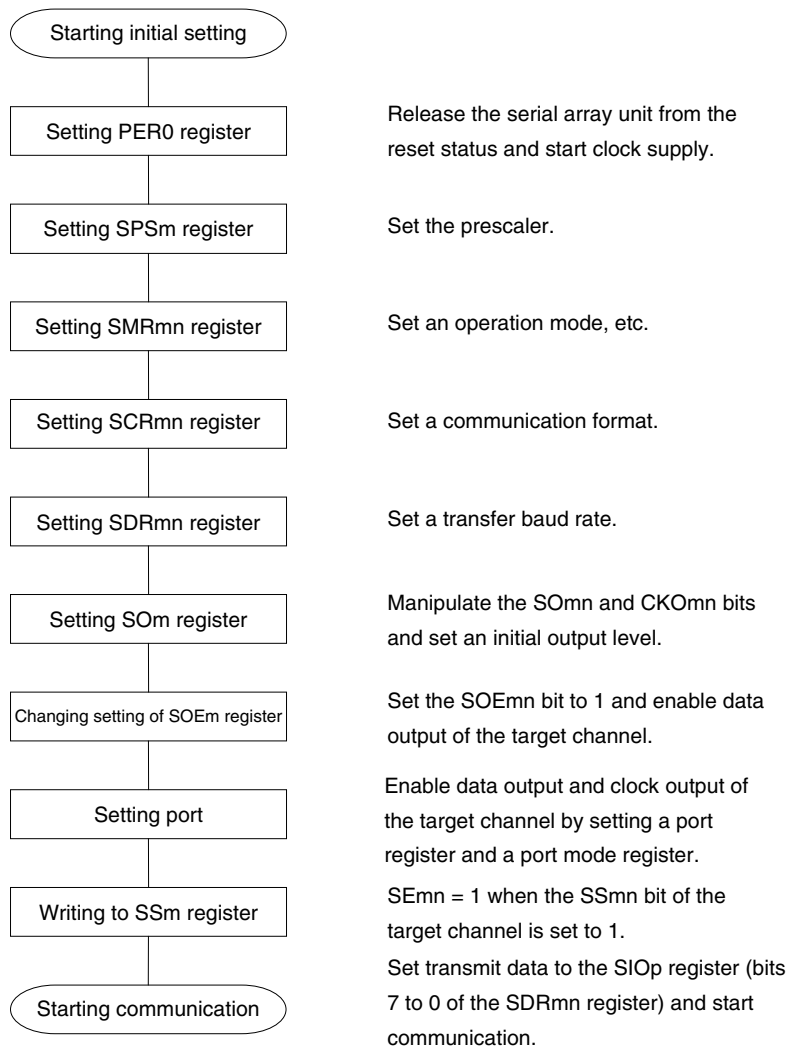 Starting initial setting
Setting PER0 register
Release the serial array unit from the
reset status and start clock supply.
Setting SPSm register
Set the prescaler.
Setting SMRmn register
Set an operation mode, etc.
Setting SCRmn register
Set a communication format.
Setting SDRmn register
Set a transfer baud rate.
Setting SOm register
Manipulate the SOmn and CKOmn bits
and set an initial output level.
Changing setting of SOEm register
Set the SOEmn bit to 1 and enable data
output of the target channel.
Setting port
Enable data output and clock output of
the target channel by setting a port
register and a port mode register.
Writing to SSm register
SEmn = 1 when the SSmn bit of the
target channel is set to 1.
Starting communication
Set transmit data to the SIOp register (bits
7 to 0 of the SDRmn register) and start
communication.